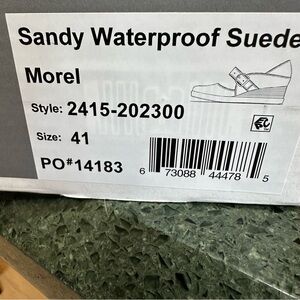 Sandy Waterproof Suede
Morel
Style: 2415-202300
Size: 41
PO#14183
6 73088 44478 5